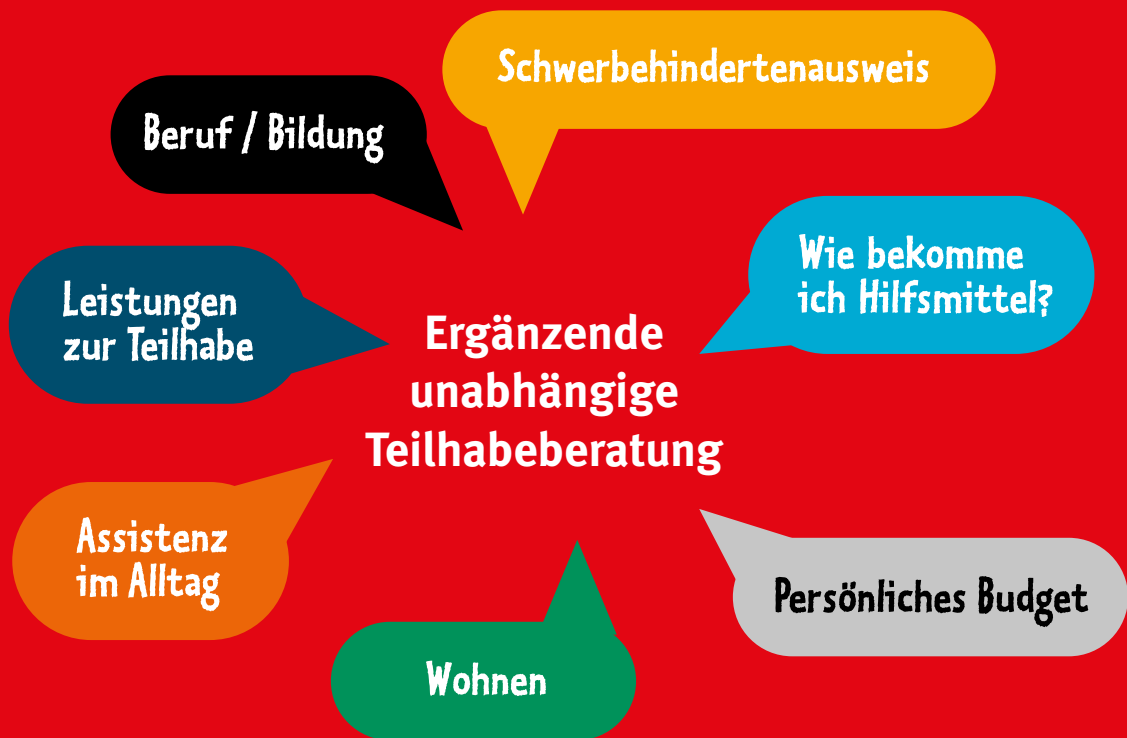 Schwerbehindertenausweis
Beruf / Bildung
Wie bekomme
ich Hilfsmittel?
Leistungen
zur Teilhabe
Ergänzende
unabhängige
Teilhabeberatung
Assistenz
im Alltag
Persönliches Budget
Wohnen